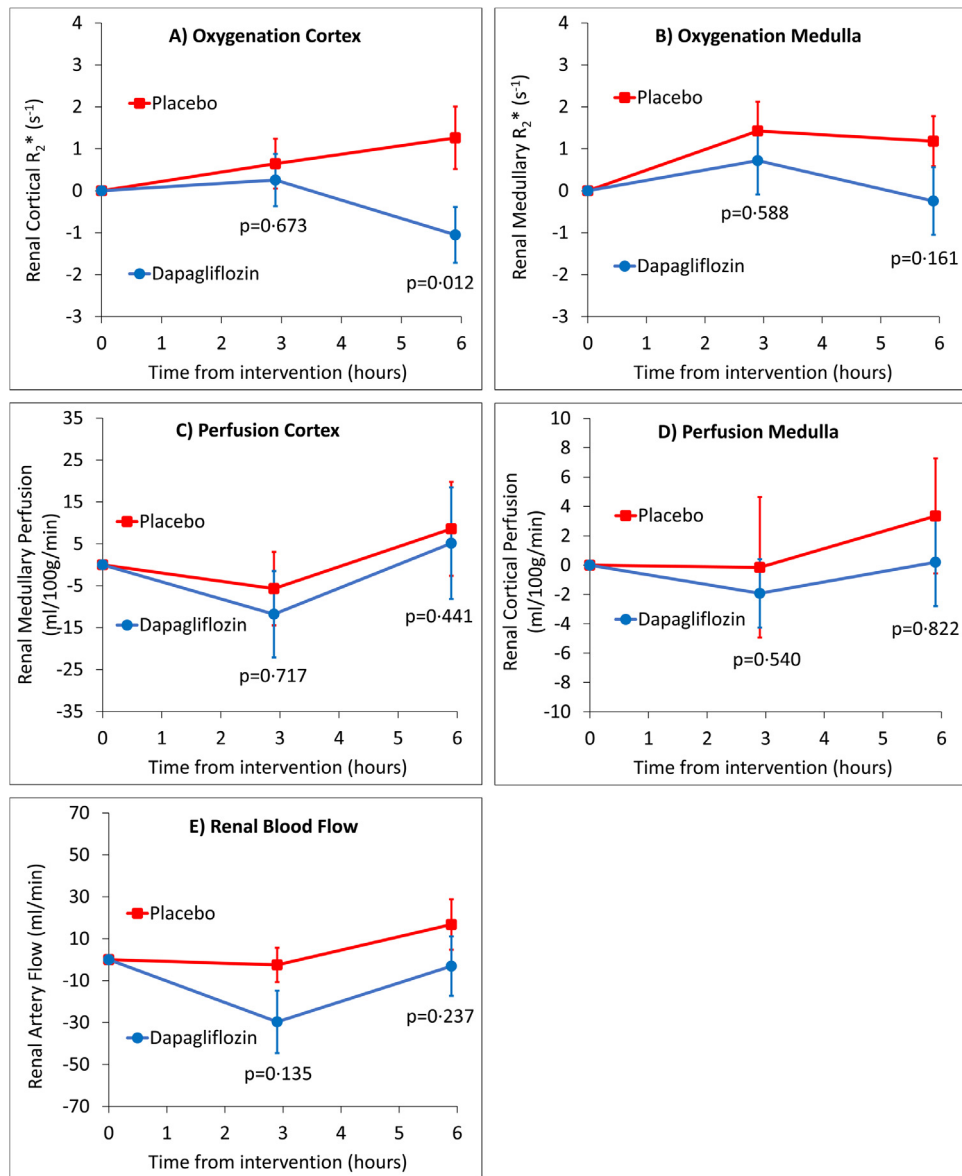 A) Oxygenation Cortex
Renal Cortical R₂* (s⁻¹)
4
3
2
1
0
-1
-2
-3
Placebo
Dapagliflozin
p=0·673
p=0·012
0 1 2 3 4 5 6
Time from intervention (hours)
B) Oxygenation Medulla
Renal Medullary R₂* (s⁻¹)
4
3
2
1
0
-1
-2
-3
Placebo
Dapagliflozin
p=0·588
p=0·161
0 1 2 3 4 5 6
Time from intervention (hours)
C) Perfusion Cortex
Renal Medullary Perfusion
(ml/100g/min)
35
25
15
5
-5
-15
-25
-35
Placebo
Dapagliflozin
p=0·717
p=0·441
0 1 2 3 4 5 6
Time from intervention (hours)
D) Perfusion Medulla
Renal Cortical Perfusion
(ml/100g/min)
10
8
6
4
2
0
-2
-4
-6
-8
-10
Placebo
Dapagliflozin
p=0·540
p=0·822
0 1 2 3 4 5 6
Time from intervention (hours)
E) Renal Blood Flow
Renal Artery Flow (ml/min)
70
50
30
10
-10
-30
-50
-70
Placebo
Dapagliflozin
p=0·135
p=0·237
0 1 2 3 4 5 6
Time from intervention (hours)